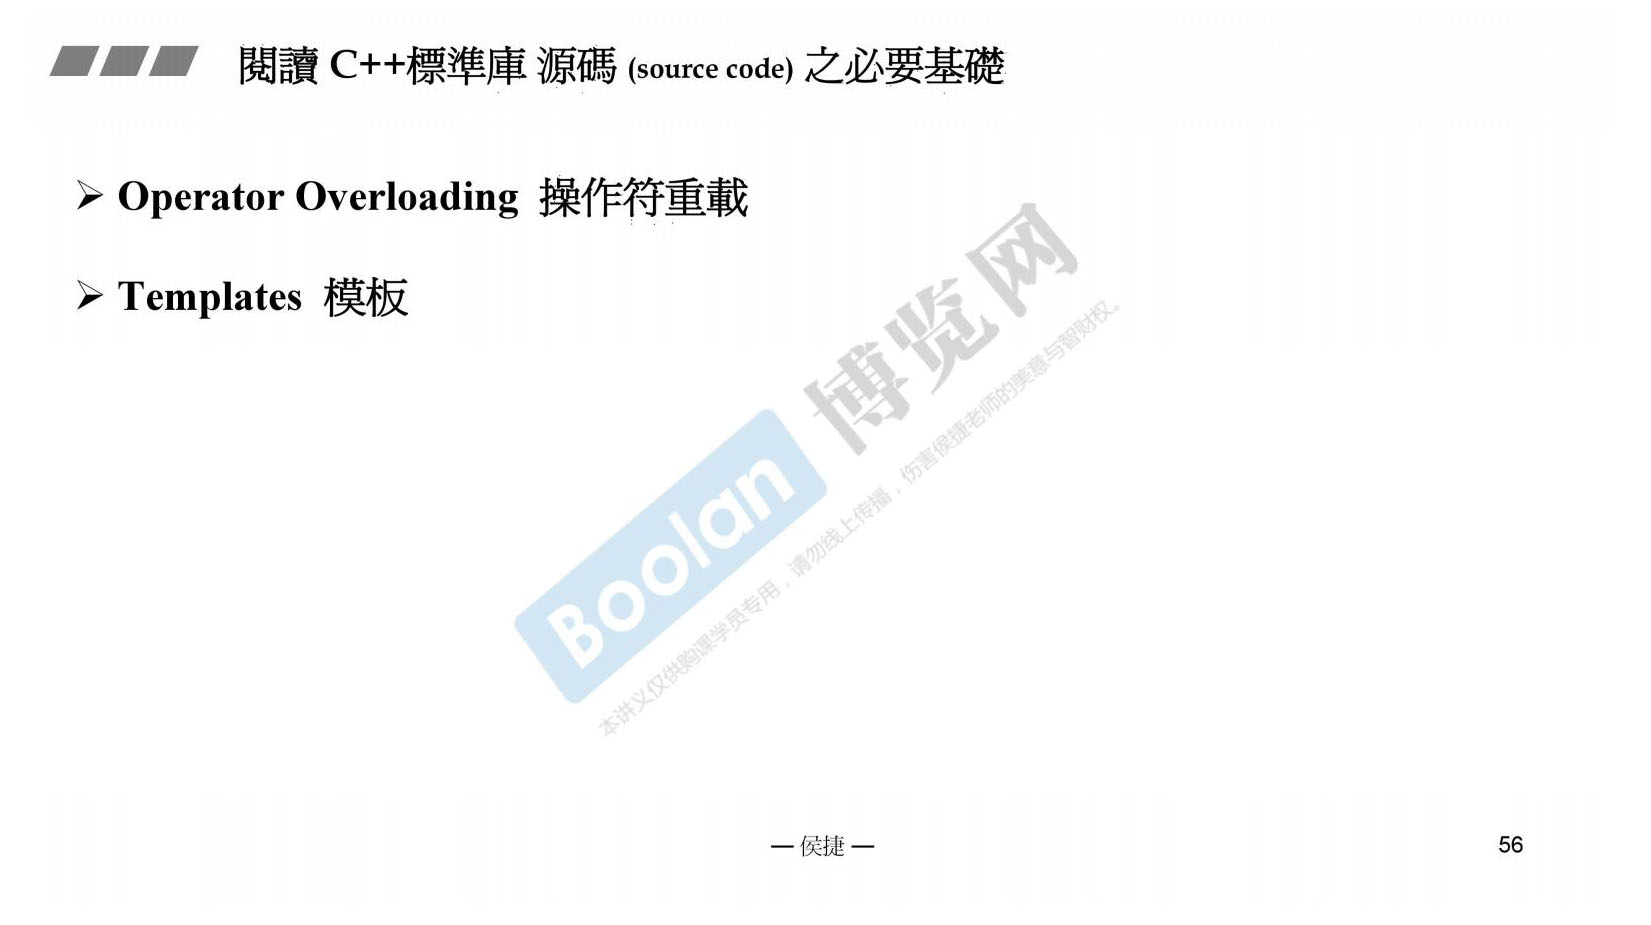 閱讀 C++標準庫 源碼 (source code) 之必要基礎
➢ Operator Overloading 操作符重載
➢ Templates 模板
Boolan 博览网
本讲义仅供购课学员专用，请勿线上传播，伤害侯捷老师的美意与智财权。
— 侯捷 —
56